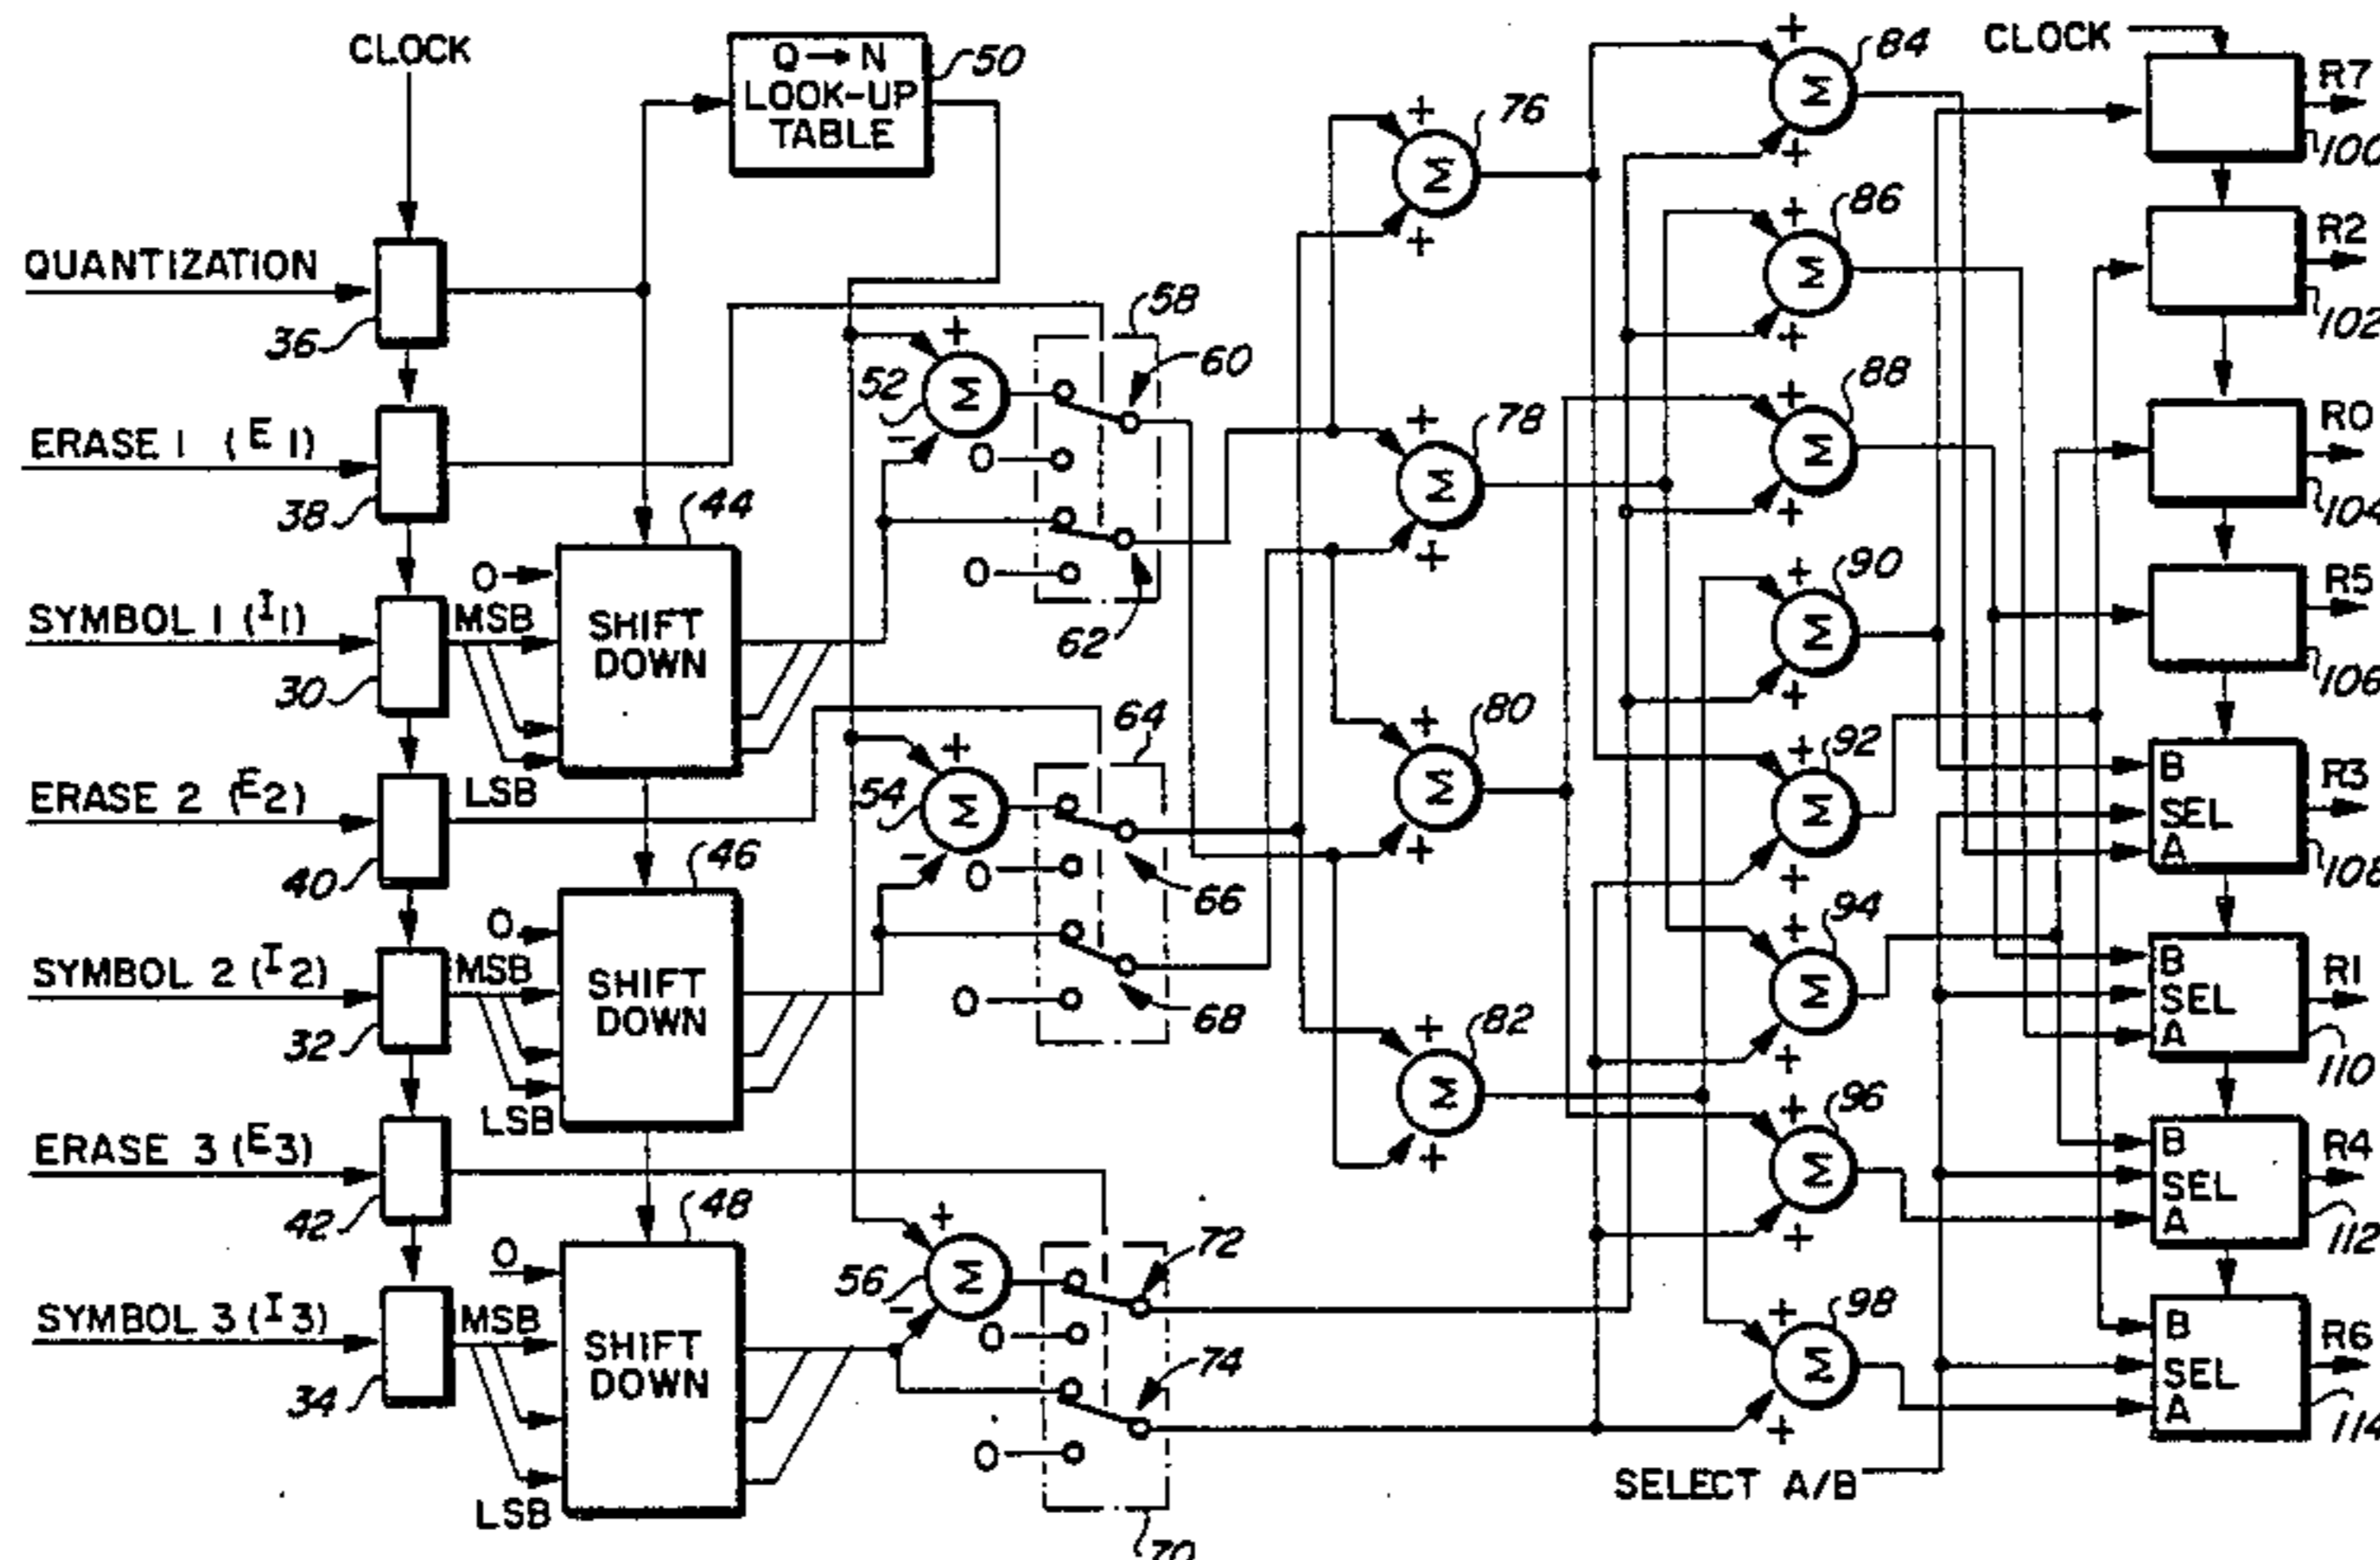 CLOCK
Q → N
LOOK-UP
TABLE
50
QUANTIZATION
36
ERASE 1 (E1)
38
SYMBOL 1 (I1)
30
MSB
LSB
0
SHIFT
DOWN
44
ERASE 2 (E2)
40
SYMBOL 2 (I2)
32
MSB
LSB
0
SHIFT
DOWN
46
ERASE 3 (E3)
42
SYMBOL 3 (I3)
34
MSB
LSB
0
SHIFT
DOWN
48
+
Σ
-
52
58
60
0
62
0
+
Σ
-
54
64
66
0
68
0
+
Σ
-
56
72
0
74
0
70
+
Σ
+
76
+
Σ
+
78
+
Σ
+
80
+
Σ
+
82
+
Σ
+
84
+
Σ
+
86
+
Σ
+
88
+
Σ
+
90
+
Σ
+
92
+
Σ
+
94
+
Σ
+
96
+
Σ
+
98
SELECT A/B
CLOCK
R7
100
R2
102
R0
104
R5
106
B
SEL
A
R3
108
B
SEL
A
R1
110
B
SEL
A
R4
112
B
SEL
A
R6
114